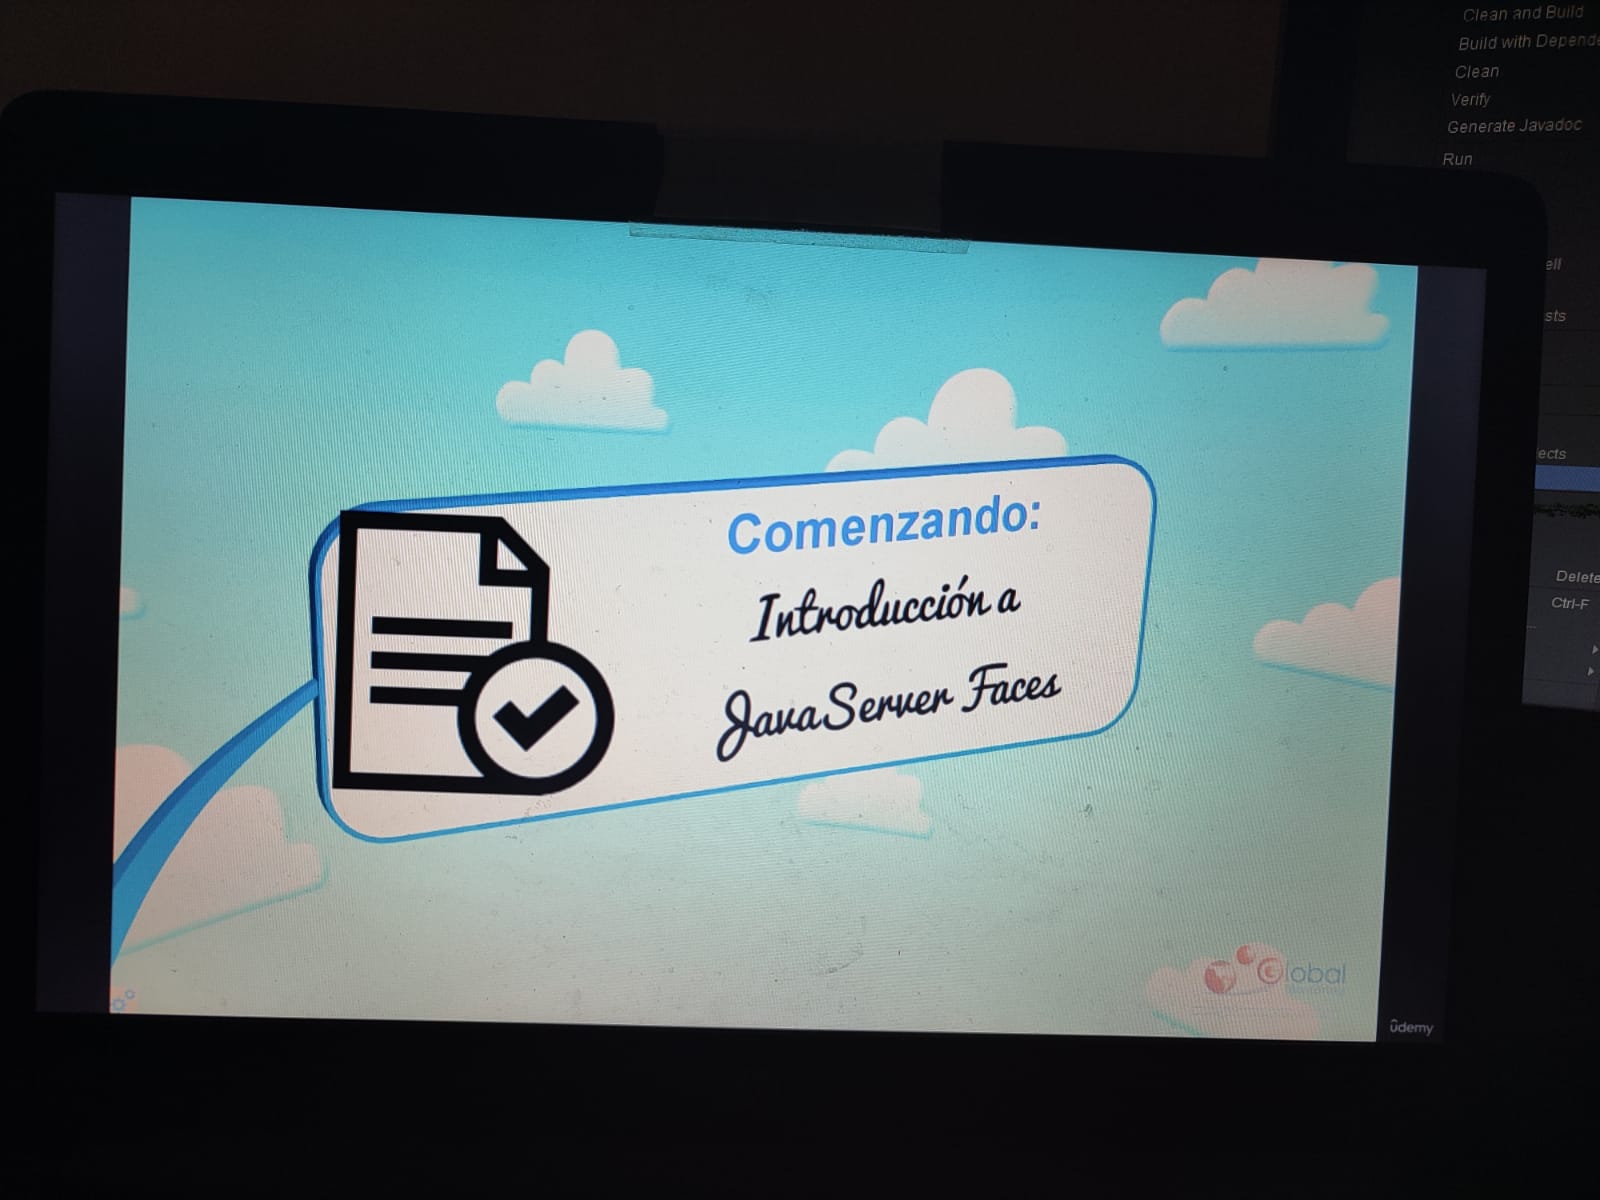 Clean and Build
Build with Depende
Clean
Verify
Generate Javadoc
Run
ell
sts
ects
Delete
Ctrl-F
Comenzando:
Introducción a
JavaServer Faces
Global
ûdemy